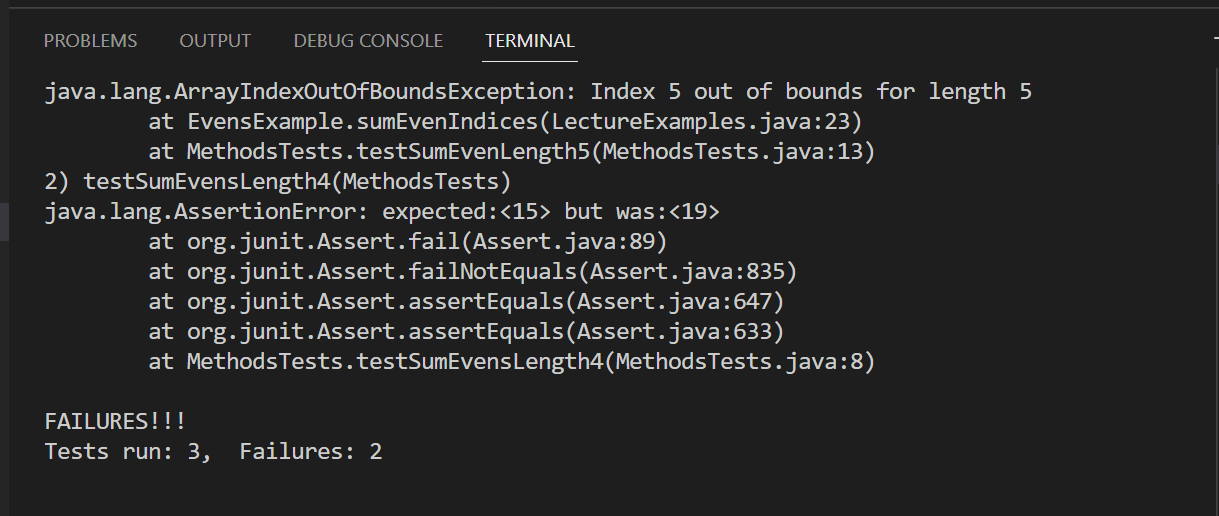 PROBLEMS OUTPUT DEBUG CONSOLE TERMINAL
java.lang.ArrayIndexOutOfBoundsException: Index 5 out of bounds for length 5
        at EvensExample.sumEvenIndices(LectureExamples.java:23)
        at MethodsTests.testSumEvenLength5(MethodsTests.java:13)
2) testSumEvensLength4(MethodsTests)
java.lang.AssertionError: expected:<15> but was:<19>
        at org.junit.Assert.fail(Assert.java:89)
        at org.junit.Assert.failNotEquals(Assert.java:835)
        at org.junit.Assert.assertEquals(Assert.java:647)
        at org.junit.Assert.assertEquals(Assert.java:633)
        at MethodsTests.testSumEvensLength4(MethodsTests.java:8)

FAILURES!!!
Tests run: 3,  Failures: 2